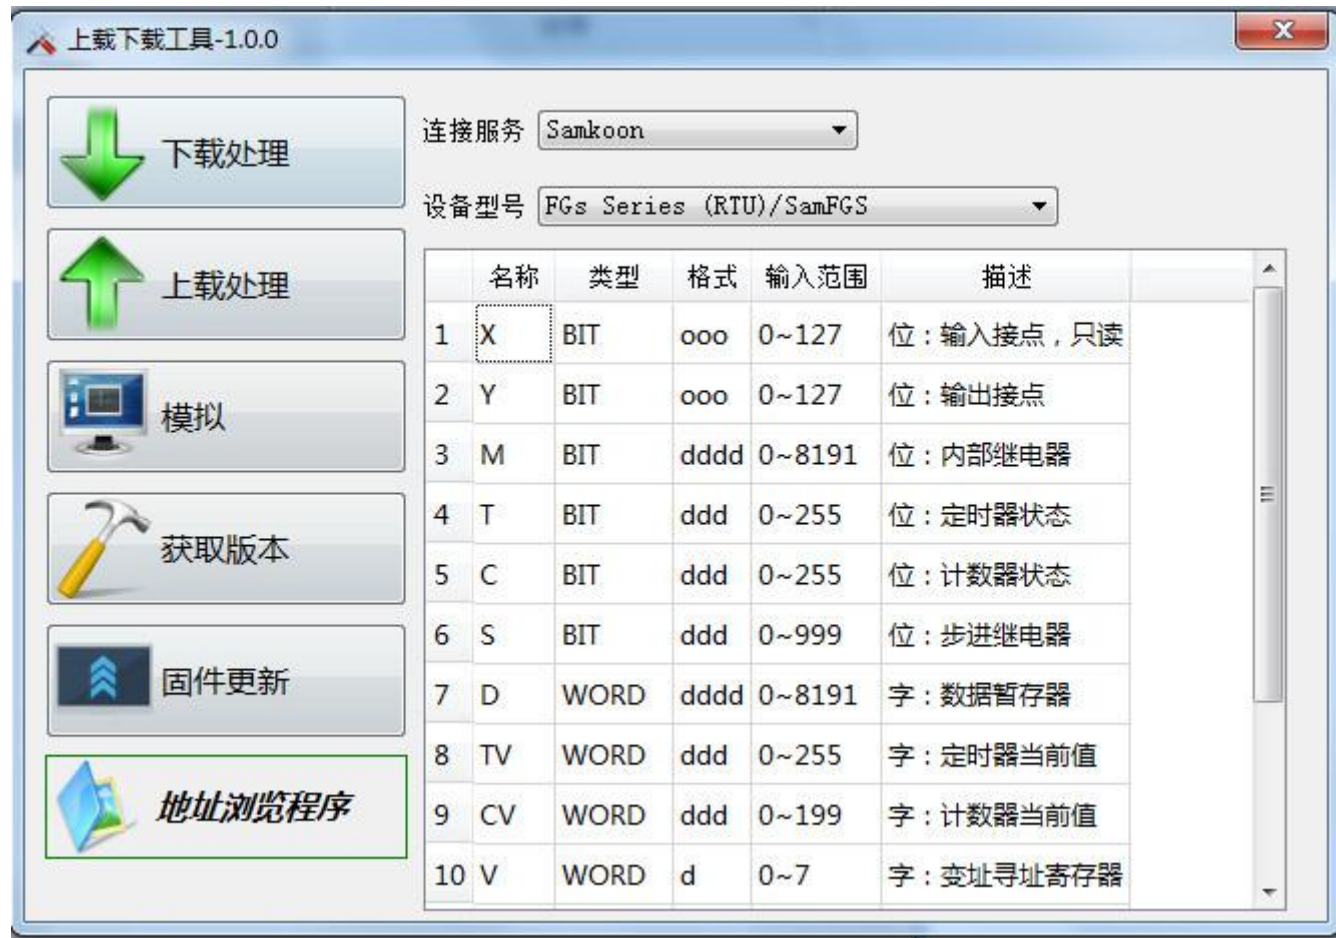 上载下载工具-1.0.0
下载处理
上载处理
模拟
获取版本
固件更新
地址浏览程序
连接服务 Samkoon
设备型号 FGs Series (RTU)/SamFGS
名称 类型 格式 输入范围 描述
1 X BIT ooo 0~127 位：输入接点，只读
2 Y BIT ooo 0~127 位：输出接点
3 M BIT dddd 0~8191 位：内部继电器
4 T BIT ddd 0~255 位：定时器状态
5 C BIT ddd 0~255 位：计数器状态
6 S BIT ddd 0~999 位：步进继电器
7 D WORD dddd 0~8191 字：数据暂存器
8 TV WORD ddd 0~255 字：定时器当前值
9 CV WORD ddd 0~199 字：计数器当前值
10 V WORD d 0~7 字：变址寻址寄存器